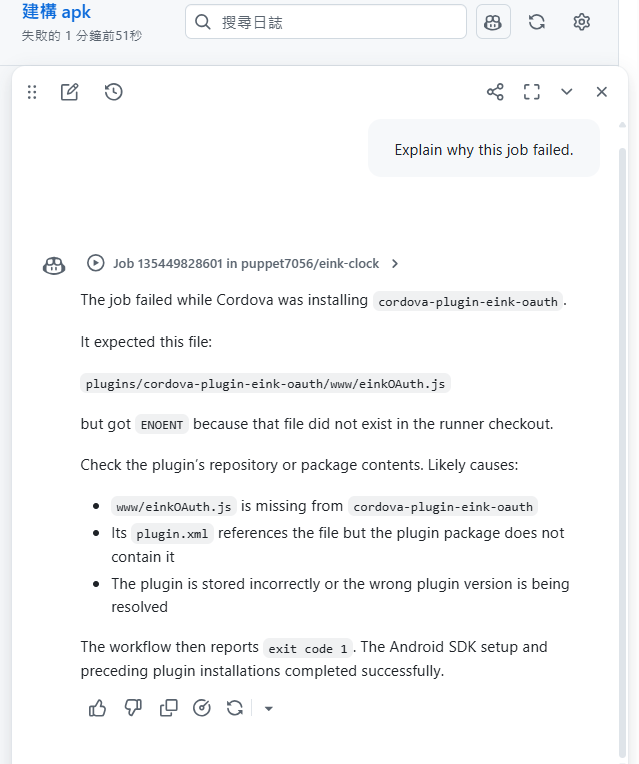 建構 apk
失敗的 1 分鐘前51秒
搜尋日誌
Explain why this job failed.
Job 135449828601 in puppet7056/eink-clock
The job failed while Cordova was installing cordova-plugin-eink-oauth.
It expected this file:
plugins/cordova-plugin-eink-oauth/www/einkOAuth.js
but got ENOENT because that file did not exist in the runner checkout.
Check the plugin's repository or package contents. Likely causes:
• www/einkOAuth.js is missing from cordova-plugin-eink-oauth
• Its plugin.xml references the file but the plugin package does not
contain it
• The plugin is stored incorrectly or the wrong plugin version is being
resolved
The workflow then reports exit code 1. The Android SDK setup and
preceding plugin installations completed successfully.